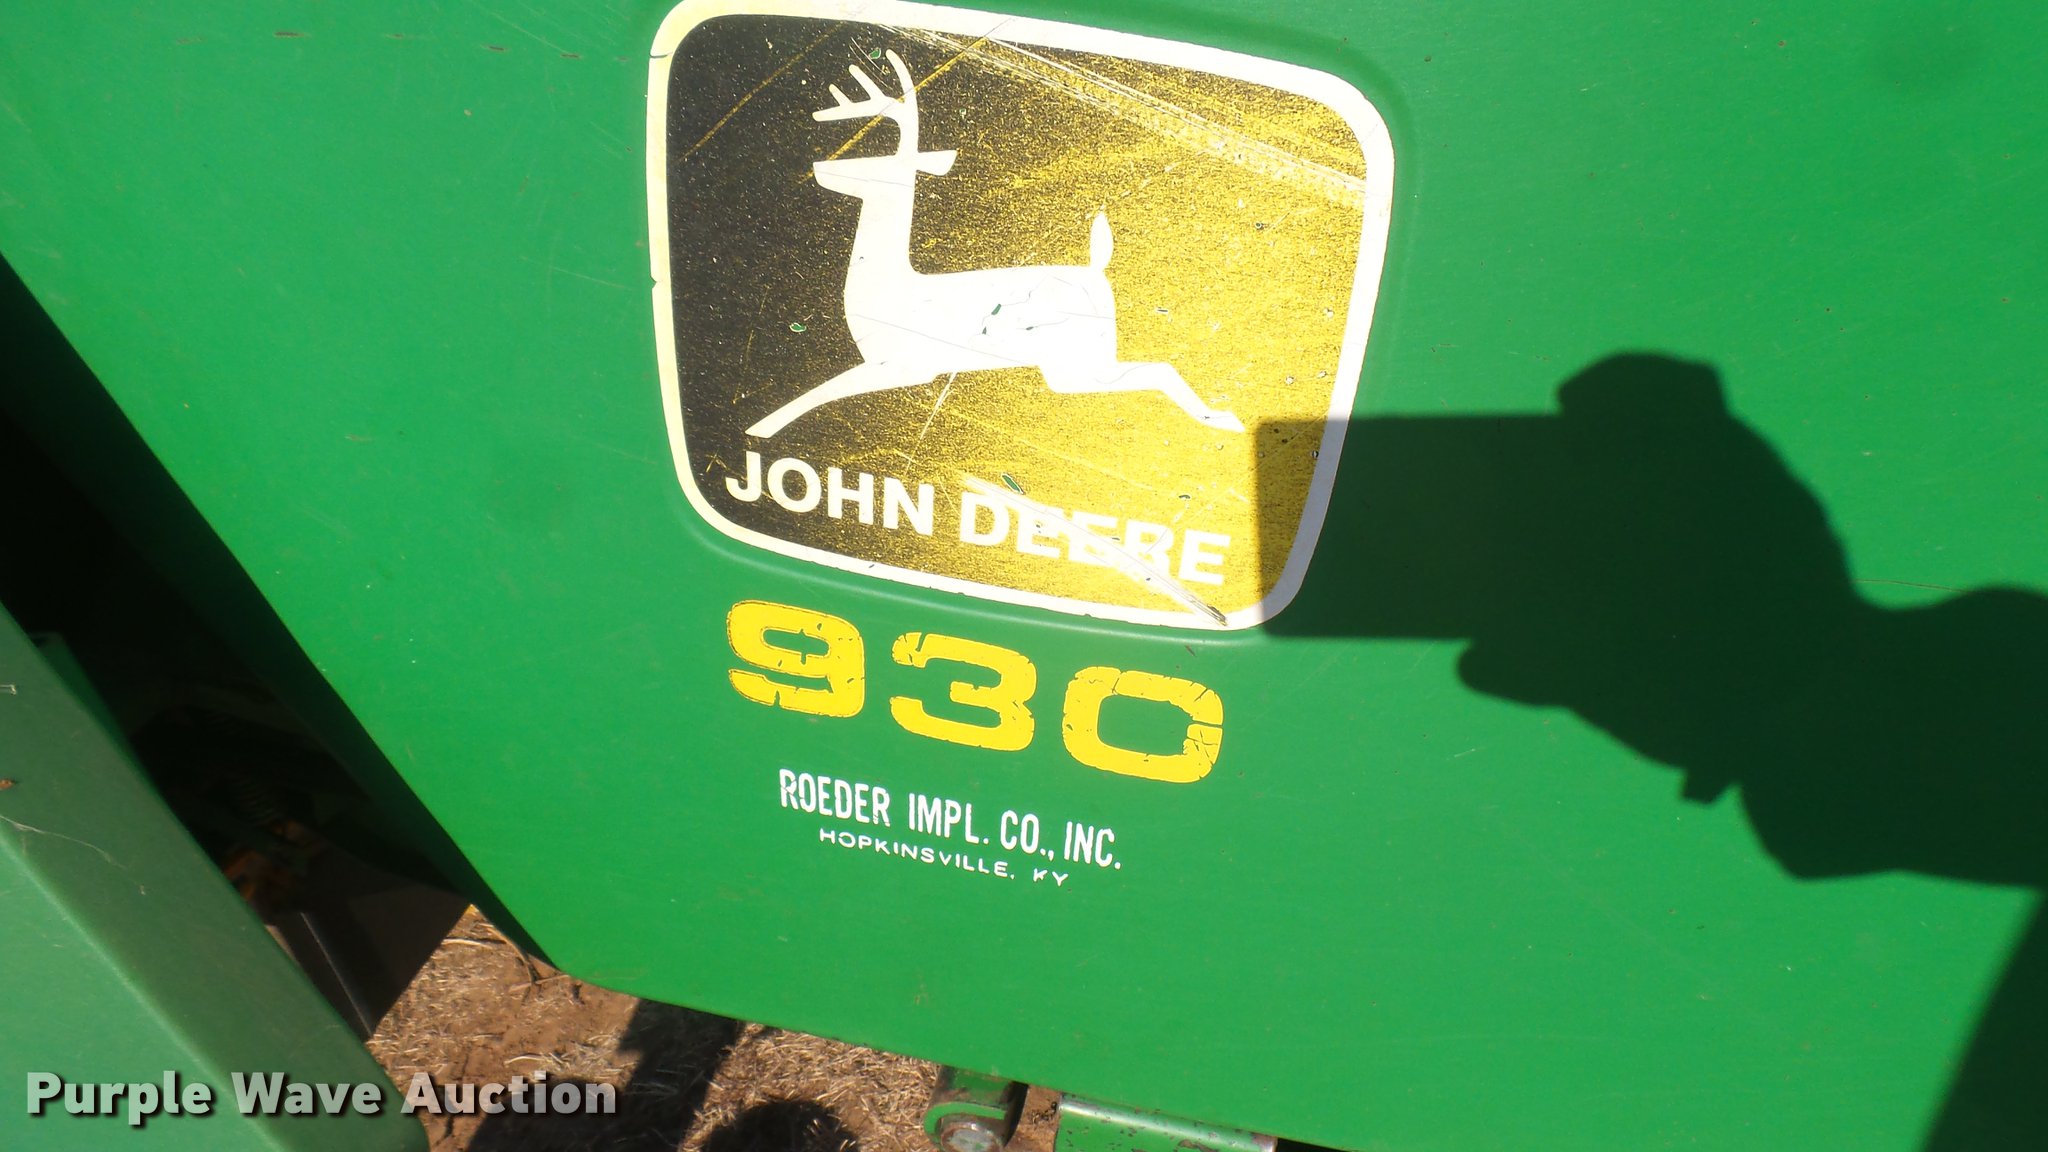 JOHN DEERE
930
ROEDER IMPL. CO., INC.
HOPKINSVILLE, KY
Purple Wave Auction